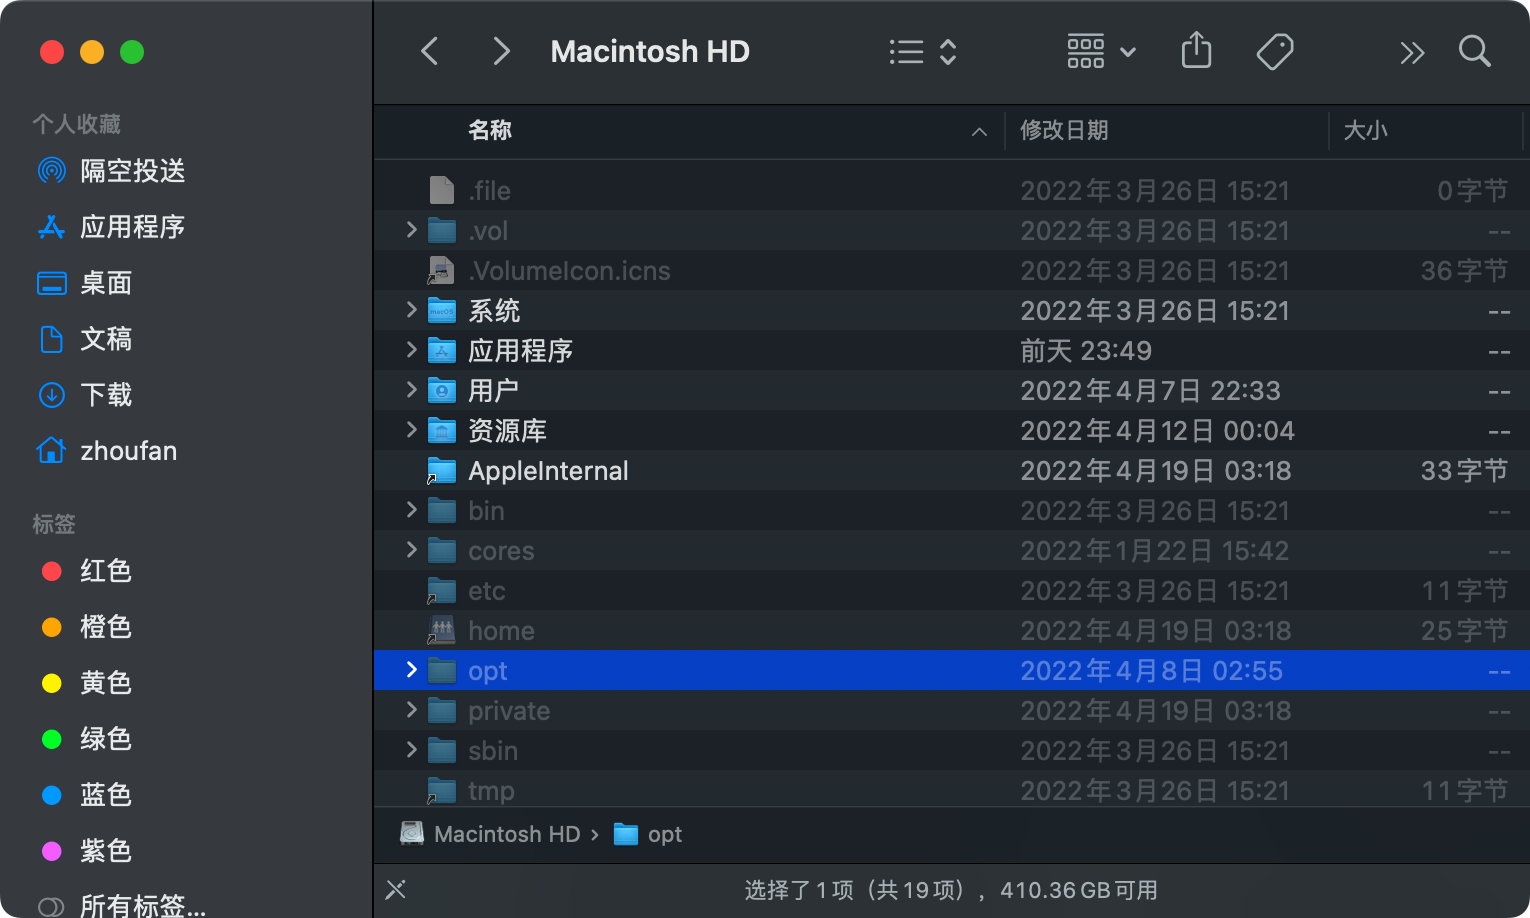 Macintosh HD
个人收藏
隔空投送
应用程序
桌面
文稿
下载
zhoufan
标签
红色
橙色
黄色
绿色
蓝色
紫色
所有标签...
名称 修改日期 大小
.file 2022年3月26日 15:21 0字节
.vol 2022年3月26日 15:21 --
.VolumeIcon.icns 2022年3月26日 15:21 36字节
系统 2022年3月26日 15:21 --
应用程序 前天 23:49 --
用户 2022年4月7日 22:33 --
资源库 2022年4月12日 00:04 --
AppleInternal 2022年4月19日 03:18 33字节
bin 2022年3月26日 15:21 --
cores 2022年1月22日 15:42 --
etc 2022年3月26日 15:21 11字节
home 2022年4月19日 03:18 25字节
opt 2022年4月8日 02:55 --
private 2022年4月19日 03:18 --
sbin 2022年3月26日 15:21 --
tmp 2022年3月26日 15:21 11字节
Macintosh HD › opt
选择了1项（共19项），410.36GB可用